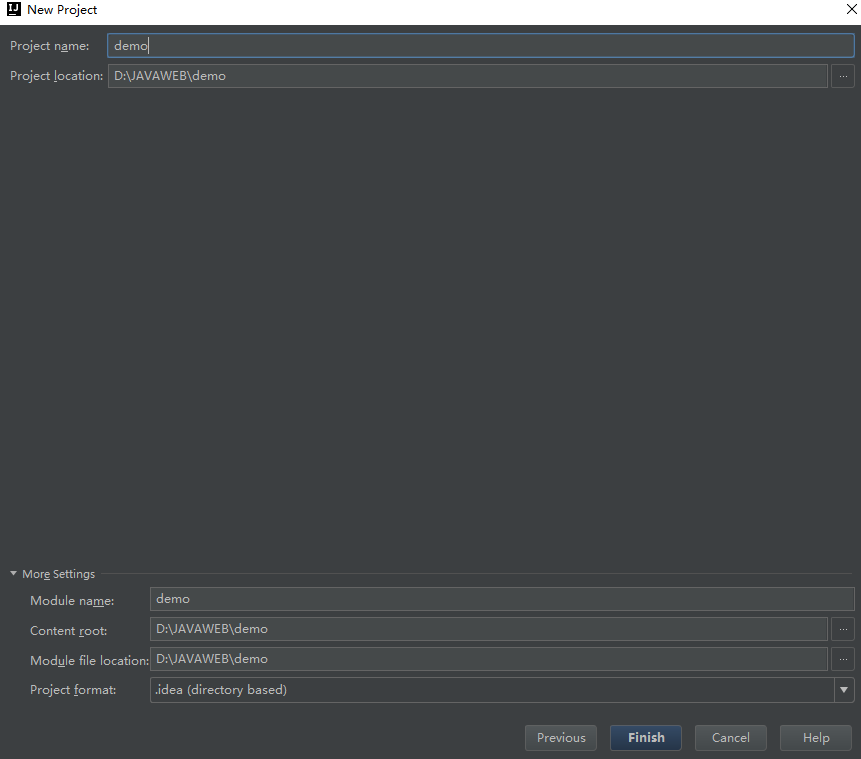 IJ New Project
Project name: demo
Project location: D:\JAVAWEB\demo ...
More Settings
Module name: demo
Content root: D:\JAVAWEB\demo ...
Module file location: D:\JAVAWEB\demo ...
Project format: .idea (directory based)
Previous Finish Cancel Help